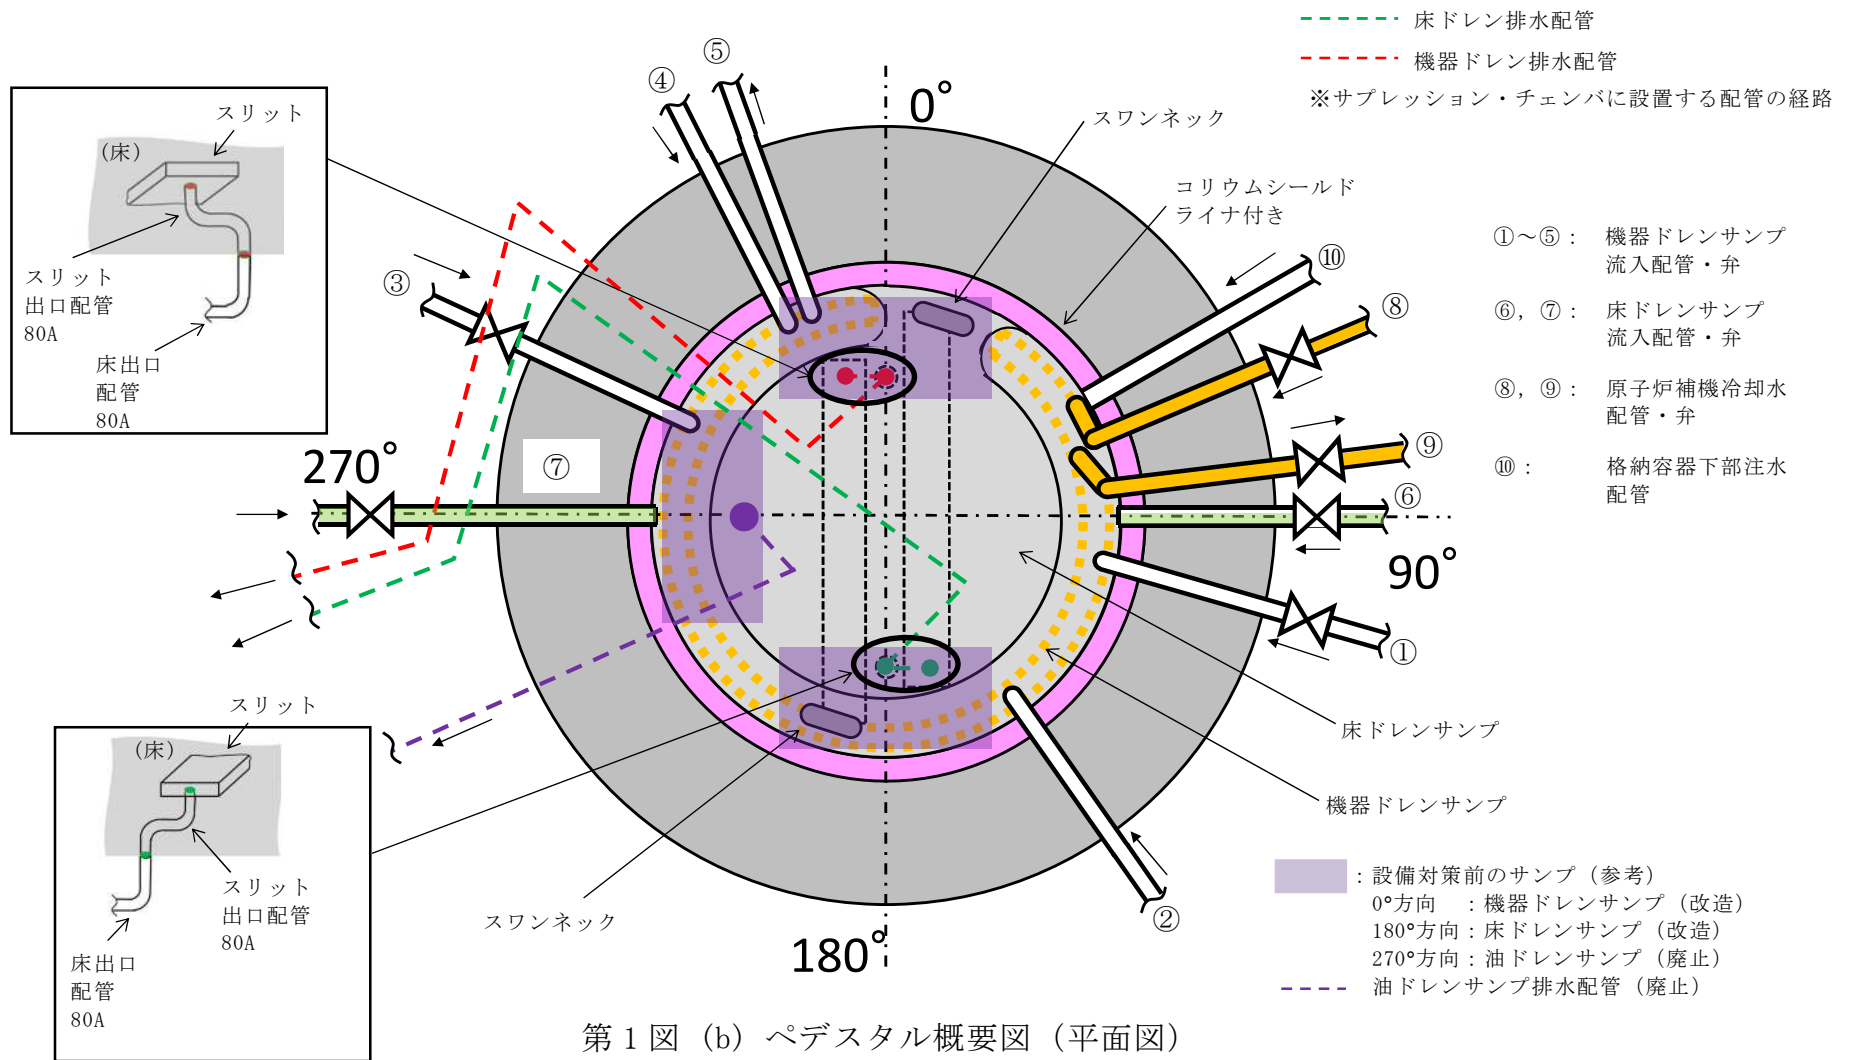 床ドレン排水配管
機器ドレン排水配管
※サプレッション・チェンバに設置する配管の経路
スリット
(床)
スリット
出口配管
80A
床出口
配管
80A
④
⑤
0°
スワンネック
コリウムシールド
ライナ付き
③
⑩
⑧
⑨
⑥
90°
①
270°
⑦
①～⑤： 機器ドレンサンプ
流入配管・弁
⑥，⑦： 床ドレンサンプ
流入配管・弁
⑧，⑨： 原子炉補機冷却水
配管・弁
⑩： 格納容器下部注水
配管
スリット
(床)
スリット
出口配管
80A
床出口
配管
80A
スワンネック
180°
②
床ドレンサンプ
機器ドレンサンプ
：設備対策前のサンプ（参考）
0°方向 ：機器ドレンサンプ（改造）
180°方向：床ドレンサンプ（改造）
270°方向：油ドレンサンプ（廃止）
油ドレンサンプ排水配管（廃止）
第1図 (b) ペデスタル概要図（平面図）